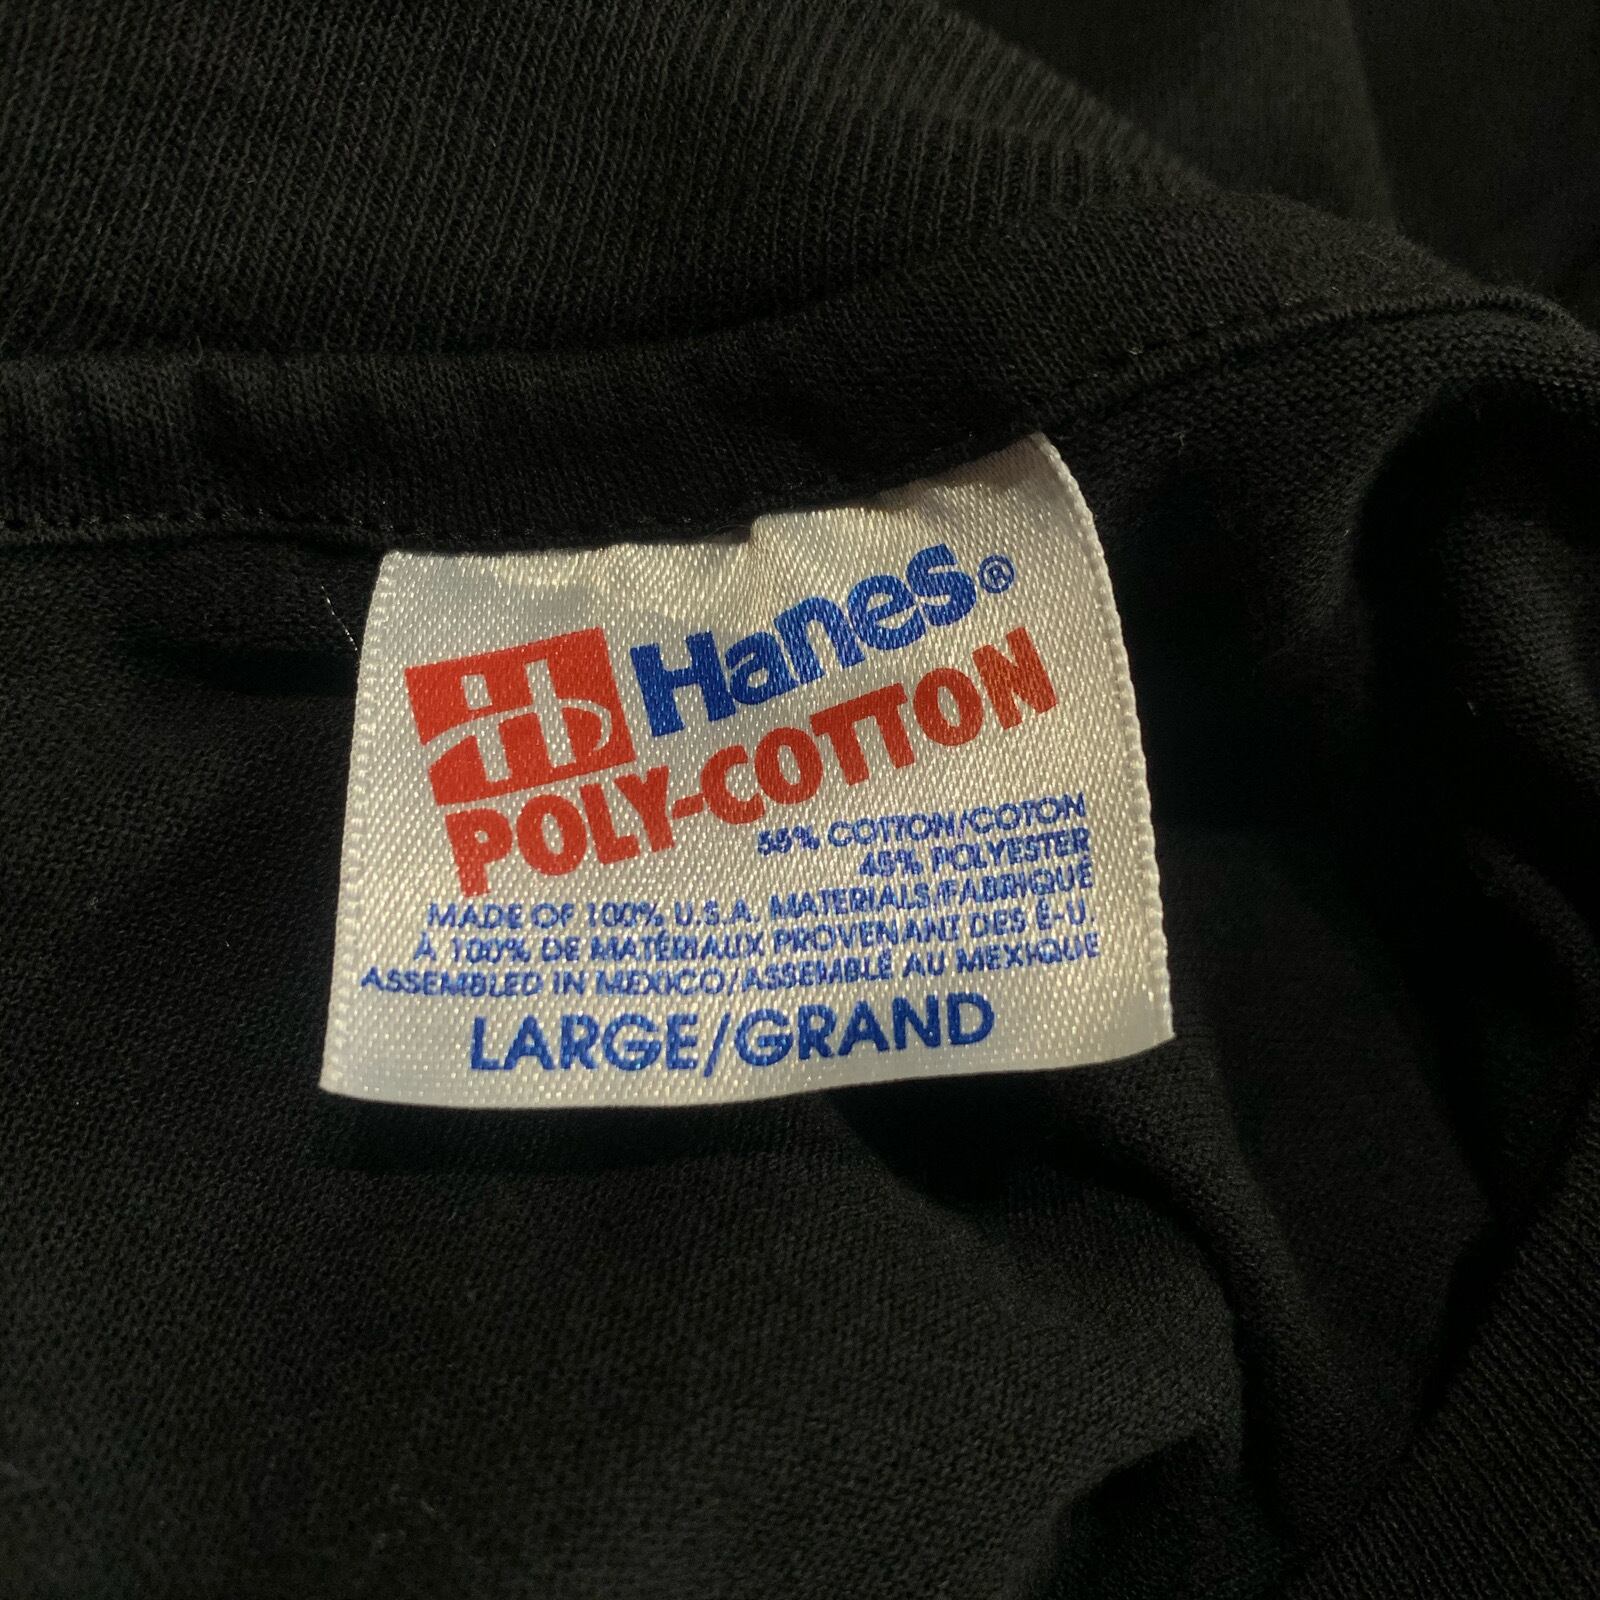 Hanes®
POLY-COTTON
55% COTTON/COTON
45% POLYESTER
MADE OF 100% U.S.A. MATERIALS/FABRIQUÉ
À 100% DE MATÉRIAUX PROVENANT DES É-U.
ASSEMBLED IN MEXICO/ASSEMBLÉ AU MEXIQUE
LARGE/GRAND